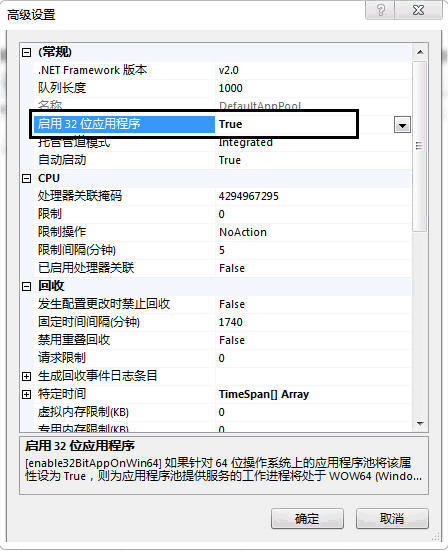 高级设置
(常规)
.NET Framework 版本 v2.0
队列长度 1000
名称 DefaultAppPool
启用 32 位应用程序 True
托管管道模式 Integrated
自动启动 True
CPU
处理器关联掩码 4294967295
限制 0
限制操作 NoAction
限制间隔(分钟) 5
已启用处理器关联 False
回收
发生配置更改时禁止回收 False
固定时间间隔(分钟) 1740
禁用重叠回收 False
请求限制 0
生成回收事件日志条目
特定时间 TimeSpan[] Array
虚拟内存限制(KB) 0
专用内存限制(KB) 0
启用 32 位应用程序
[enable32BitAppOnWin64] 如果针对 64 位操作系统上的应用程序池将该属
性设为 True，则为应用程序池提供服务的工作进程将处于 WOW64 (Windo...
确定 取消